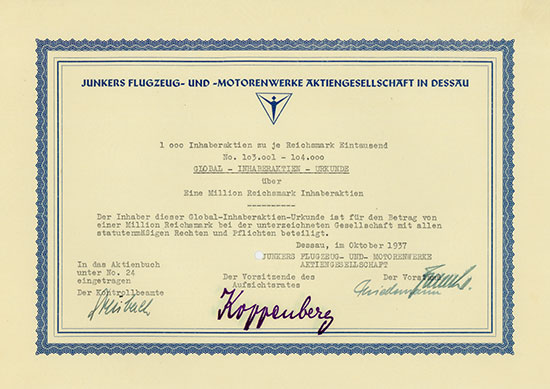 JUNKERS FLUGZEUG- UND -MOTORENWERKE AKTIENGESELLSCHAFT IN DESSAU
1 000 Inhaberaktien zu je Reichsmark Eintausend
No. 103.001 - 104.000
GLOBAL - INHABERAKTIEN - URKUNDE
über
Eine Million Reichsmark Inhaberaktien
----------
Der Inhaber dieser Global-Inhaberaktien-Urkunde ist für den Betrag von
einer Million Reichsmark bei der unterzeichneten Gesellschaft mit allen
statutenmäßigen Rechten und Pflichten beteiligt.
Dessau, im Oktober 1937
JUNKERS FLUGZEUG- UND- MOTORENWERKE
AKTIENGESELLSCHAFT
In das Aktienbuch
unter No. 24
eingetragen
Der Kontrollbeamte
Der Vorsitzende des
Aufsichtsrates
Der
Koppenberg